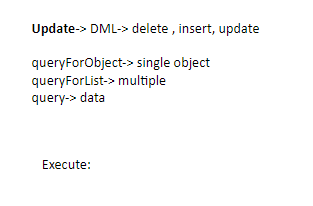 Update-> DML-> delete , insert, update
queryForObject-> single object
queryForList-> multiple
query-> data
Execute: